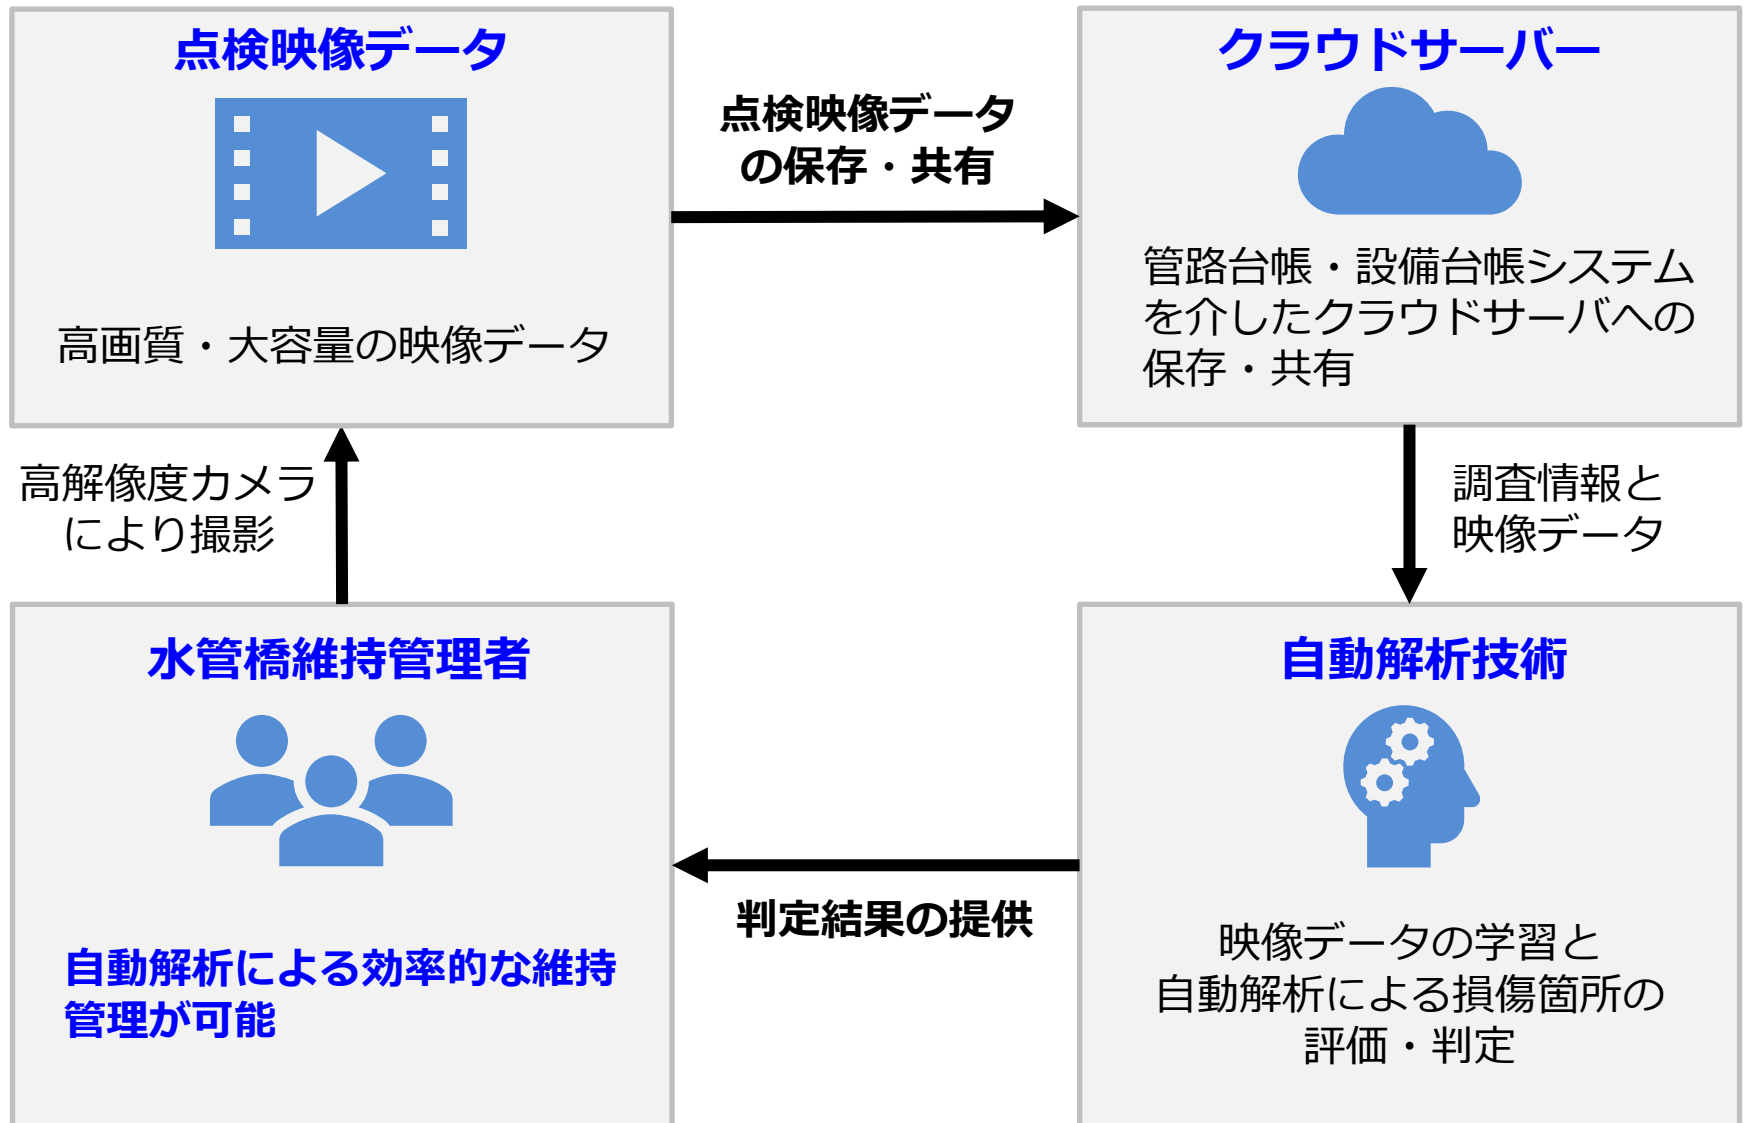 点検映像データ
高画質・大容量の映像データ
点検映像データ
の保存・共有
クラウドサーバー
管路台帳・設備台帳システム
を介したクラウドサーバへの
保存・共有
高解像度カメラ
により撮影
調査情報と
映像データ
水管橋維持管理者
自動解析による効率的な維持
管理が可能
判定結果の提供
自動解析技術
映像データの学習と
自動解析による損傷箇所の
評価・判定